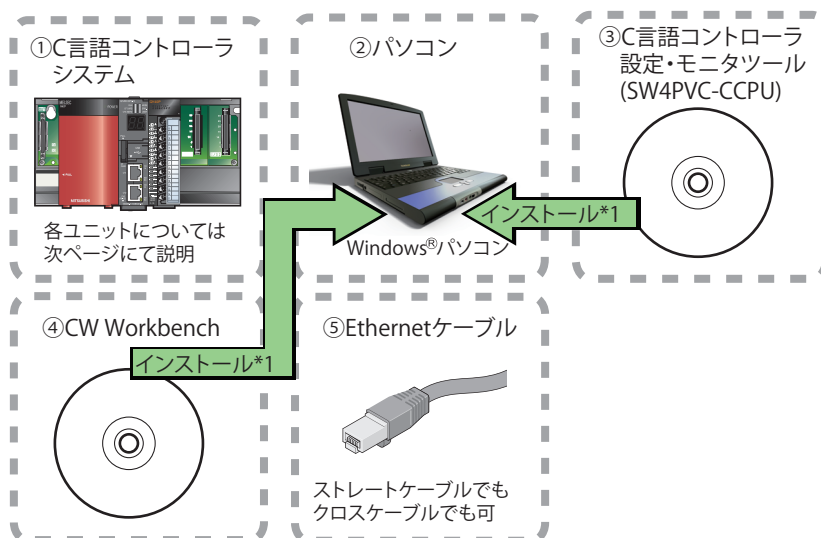 ①C言語コントローラ
システム
各ユニットについては
次ページにて説明
②パソコン
Windows®パソコン
③C言語コントローラ
設定・モニタツール
(SW4PVC-CCPU)
インストール*1
④CW Workbench
インストール*1
⑤Ethernetケーブル
ストレートケーブルでも
クロスケーブルでも可
MITSUBISHI